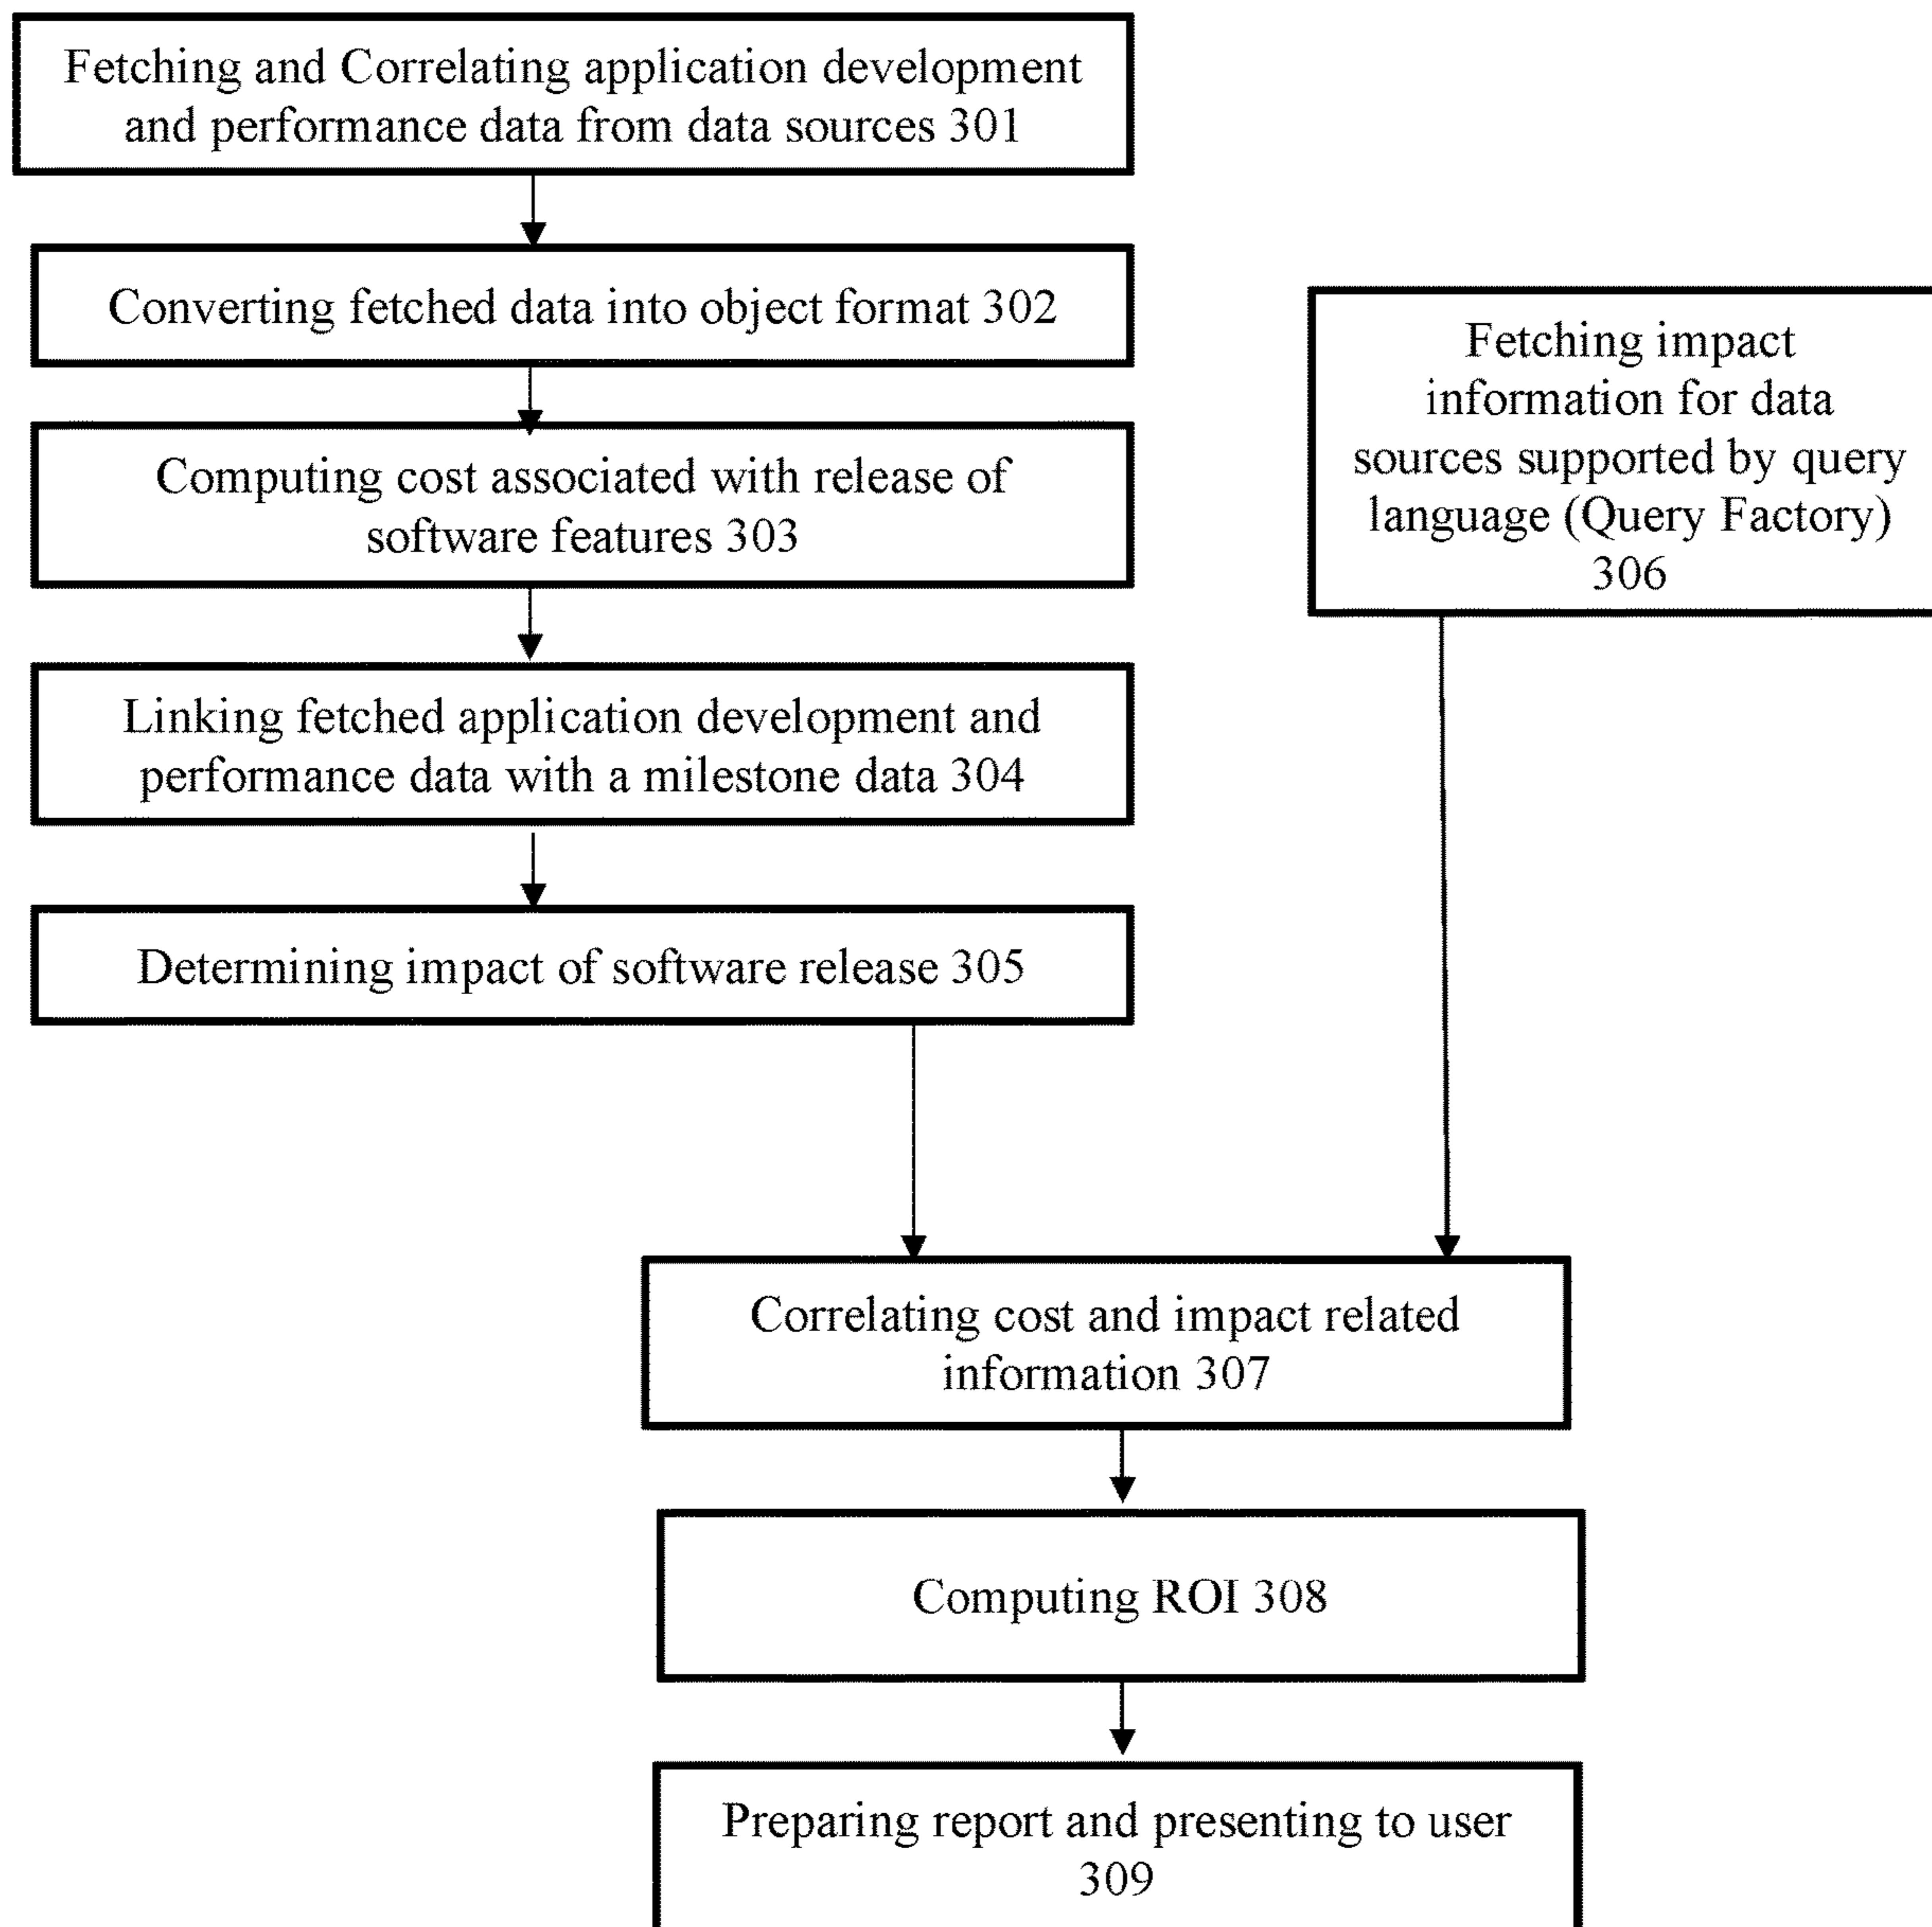 Fetching and Correlating application development
and performance data from data sources 301
Converting fetched data into object format 302
Computing cost associated with release of
software features 303
Linking fetched application development and
performance data with a milestone data 304
Determining impact of software release 305
Fetching impact
information for data
sources supported by query
language (Query Factory)
306
Correlating cost and impact related
information 307
Computing ROI 308
Preparing report and presenting to user
309